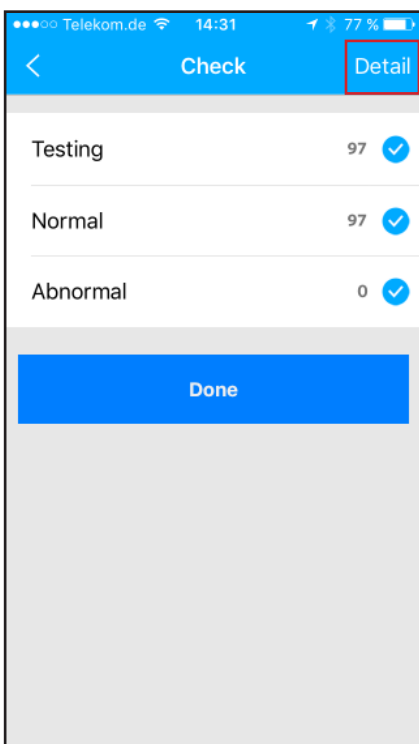 Telekom.de 14:31 77 %
Check Detail
Testing 97
Normal 97
Abnormal 0
Done